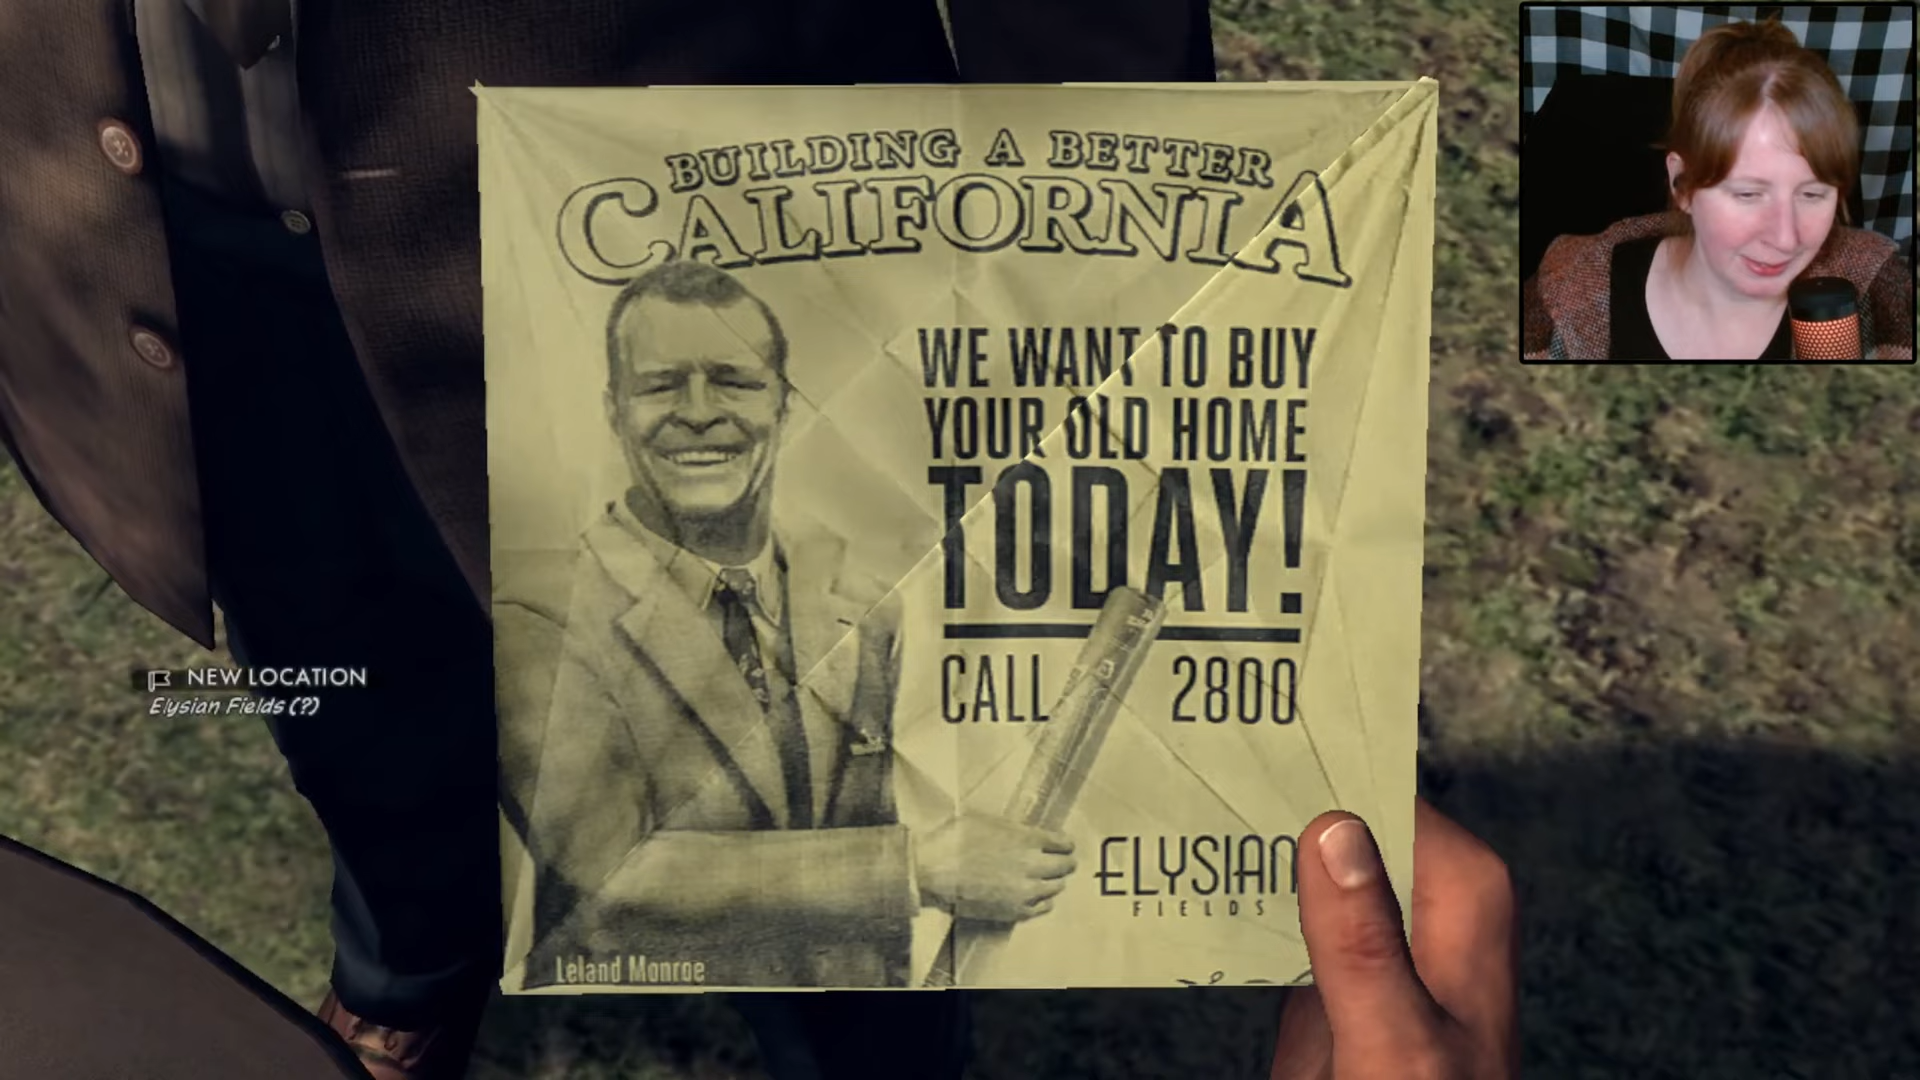 BUILDING A BETTER
CALIFORNIA
WE WANT TO BUY
YOUR OLD HOME
TODAY!
CALL 2800
ELYSIAN
FIELDS
Leland Monroe
NEW LOCATION
Elysian Fields (?)